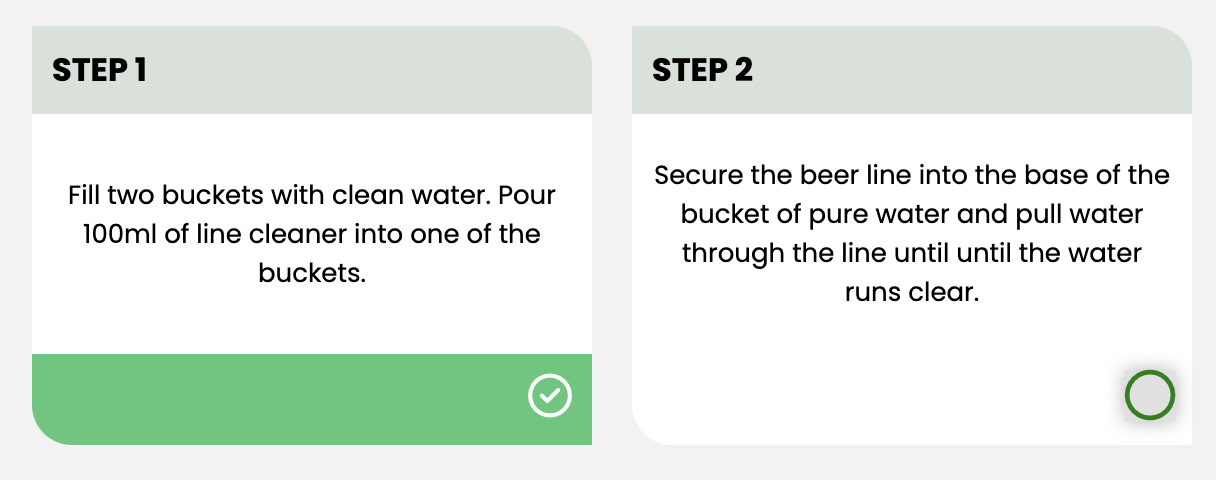 STEP 1
Fill two buckets with clean water. Pour
100ml of line cleaner into one of the
buckets.
STEP 2
Secure the beer line into the base of the
bucket of pure water and pull water
through the line until until the water
runs clear.